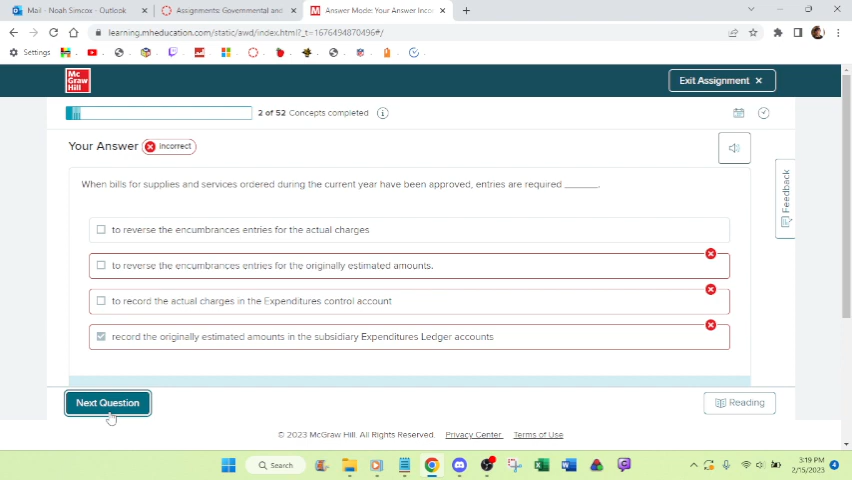 Mail - Noah Simcox - Outlook
Assignments: Governmental and
Answer Mode: Your Answer Inco
learning.mheducation.com/static/awd/index.html?_t=1676494870496#/
Settings
Mc Graw Hill
Exit Assignment
2 of 52 Concepts completed
Your Answer
Incorrect
When bills for supplies and services ordered during the current year have been approved, entries are required ______.
to reverse the encumbrances entries for the actual charges
to reverse the encumbrances entries for the originally estimated amounts.
to record the actual charges in the Expenditures control account
record the originally estimated amounts in the subsidiary Expenditures Ledger accounts
Feedback
Next Question
Reading
© 2023 McGraw Hill. All Rights Reserved.
Privacy Center
Terms of Use
Search
3:19 PM
2/15/2023
4